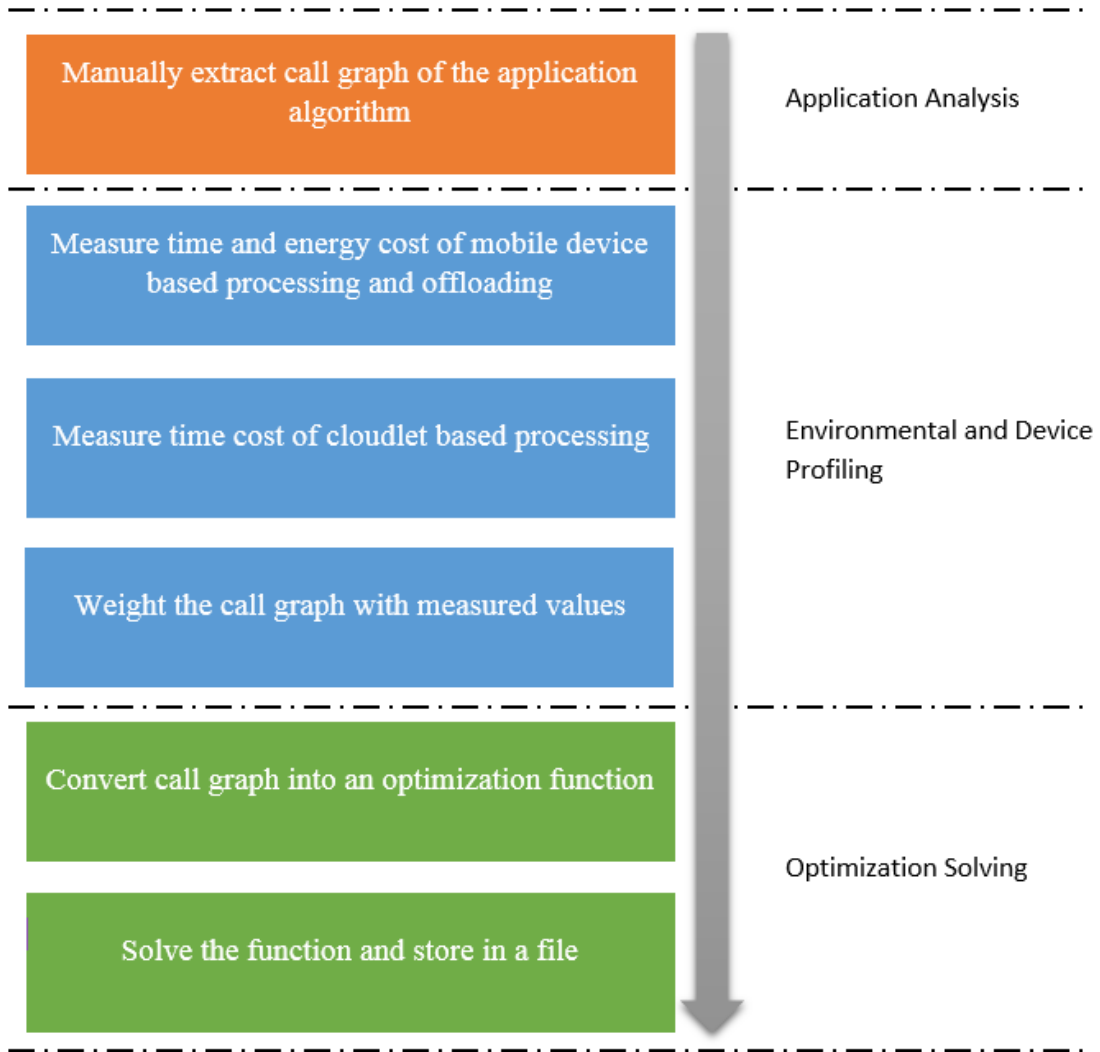 Manually extract call graph of the application
algorithm
Application Analysis
Measure time and energy cost of mobile device
based processing and offloading
Measure time cost of cloudlet based processing
Environmental and Device
Profiling
Weight the call graph with measured values
Convert call graph into an optimization function
Optimization Solving
Solve the function and store in a file